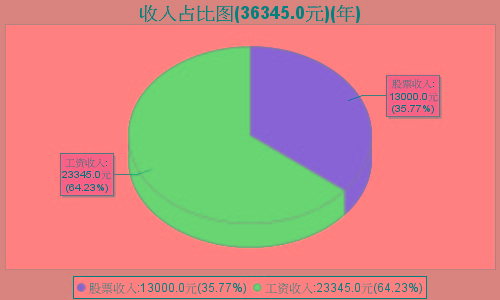 收入占比图(36345.0元)(年)
股票收入:
13000.0元
(35.77%)
工资收入:
23345.0元
(64.23%)
股票收入:13000.0元(35.77%) 工资收入:23345.0元(64.23%)